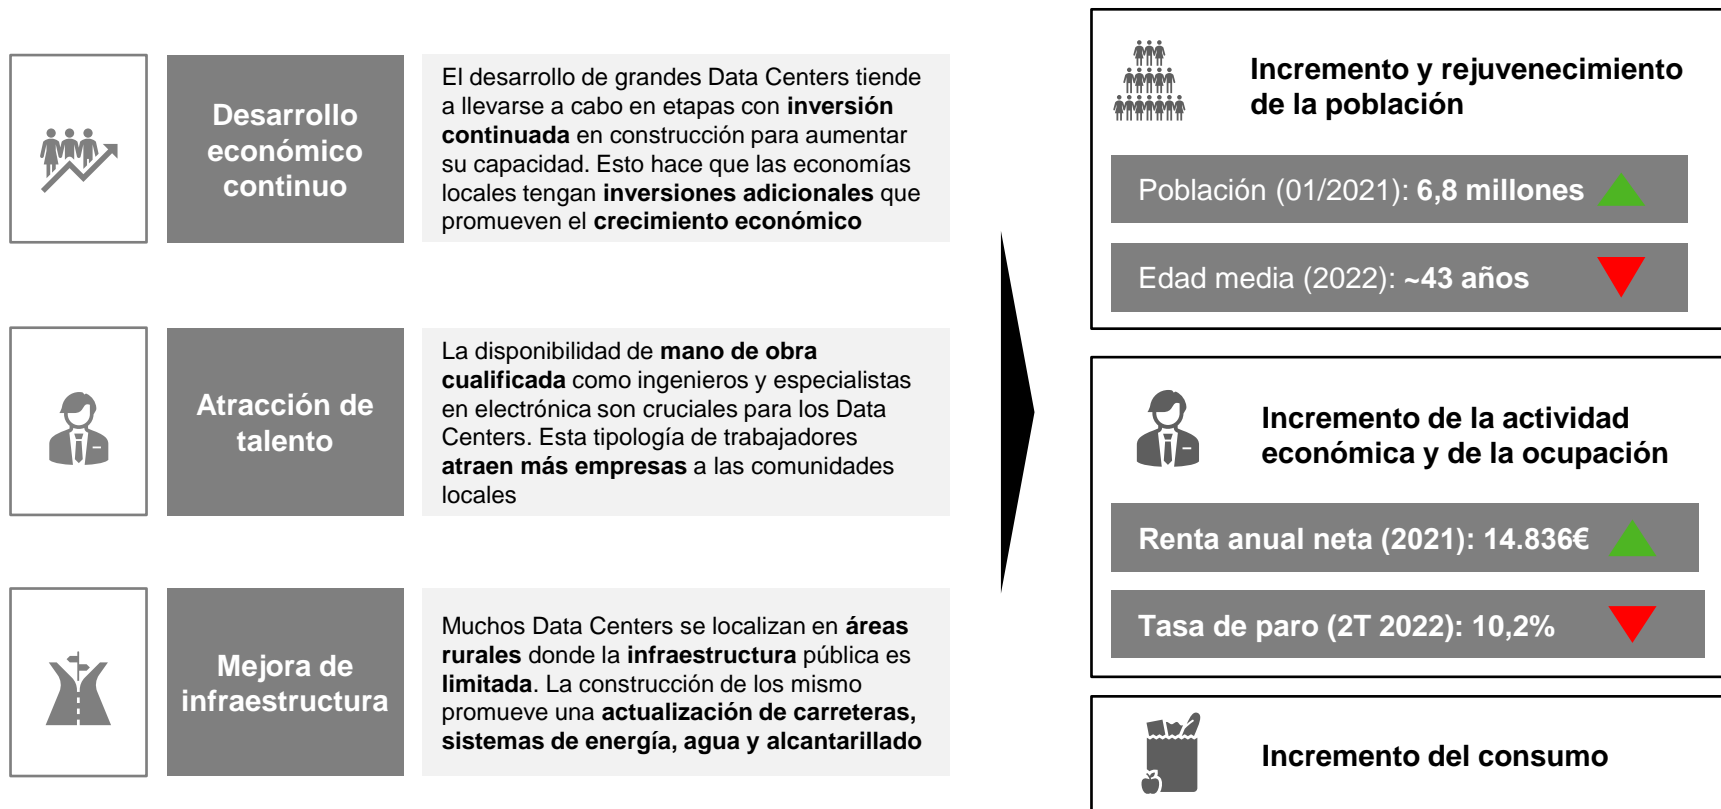 Desarrollo
económico
continuo
El desarrollo de grandes Data Centers tiende
a llevarse a cabo en etapas con inversión
continuada en construcción para aumentar
su capacidad. Esto hace que las economías
locales tengan inversiones adicionales que
promueven el crecimiento económico
Atracción de
talento
La disponibilidad de mano de obra
cualificada como ingenieros y especialistas
en electrónica son cruciales para los Data
Centers. Esta tipología de trabajadores
atraen más empresas a las comunidades
locales
Mejora de
infraestructura
Muchos Data Centers se localizan en áreas
rurales donde la infraestructura pública es
limitada. La construcción de los mismo
promueve una actualización de carreteras,
sistemas de energía, agua y alcantarillado
Incremento y rejuvenecimiento
de la población
Población (01/2021): 6,8 millones
Edad media (2022): ~43 años
Incremento de la actividad
económica y de la ocupación
Renta anual neta (2021): 14.836€
Tasa de paro (2T 2022): 10,2%
Incremento del consumo